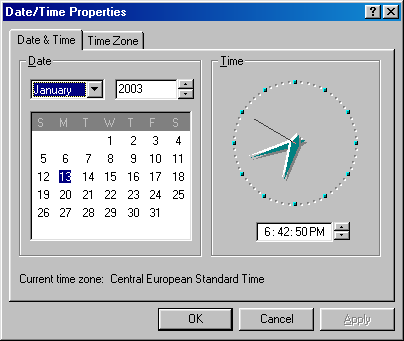 Date/Time Properties
Date & Time
Time Zone
Date
January
2003
S M T W T F S
1 2 3 4
5 6 7 8 9 10 11
12 13 14 15 16 17 18
19 20 21 22 23 24 25
26 27 28 29 30 31
Time
6:42:50 PM
Current time zone: Central European Standard Time
OK
Cancel
Apply